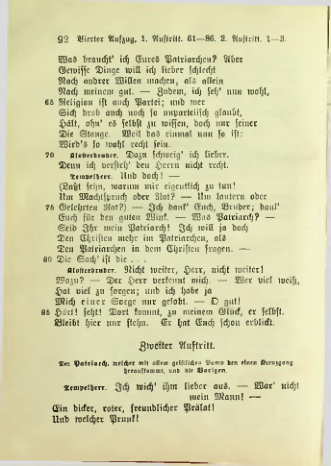 92 Vierter Aufzug, 1. Auftritt. 61—86. 2. Auftritt. 1—3.
Was braucht' ich Eures Patriarchen? Aber
Gewisse Dinge will ich lieber schlecht
Nach andrer Willen machen, als allein
Nach meinem gut. — Zudem, ich seh' nun wohl,
65 Religion ist auch Partei; und wer
Sich drob auch noch so unparteiisch glaubt,
Hält, ohn' es selbst zu wissen, doch nur seiner
Die Stange. Weil das einmal nun so ist:
Wird's so wohl recht sein.
70 Klosterbruder. Dazu schweig' ich lieber.
Denn ich versteh' den Herrn nicht recht.
Tempelherr. Und doch! —
(Laßt sehn, warum mir eigentlich zu tun!
Um Machtspruch oder Rat? — Um lautern oder
75 Gelehrten Rat?) — Ich dank' Euch, Bruder; dank'
Euch für den guten Wink. — Was Patriarch? —
Seid Ihr mein Patriarch! Ich will ja doch
Den Christen mehr im Patriarchen, als
Den Patriarchen in dem Christen fragen. —
80 Die Sach' ist die . . .
Klosterbruder. Nicht weiter, Herr, nicht weiter!
Wozu? — Der Herr verkennt mich. — Wer viel weiß,
Hat viel zu sorgen; und ich habe ja
Mich einer Sorge nur gelobt. — O gut!
85 Hört! seht! Dort kommt, zu meinem Glück, er selbst.
Bleibt hier nur stehn. Er hat Euch schon erblickt.
Zweiter Auftritt.
Der Patriarch, welcher mit allem geistlichen Pomp den einen Kreuzgang
heraufkommt, und die Vorigen.
Tempelherr. Ich wich' ihm lieber aus. — Wär' nicht
mein Mann! —
Ein dicker, roter, freundlicher Prälat!
Und welcher Prunk!